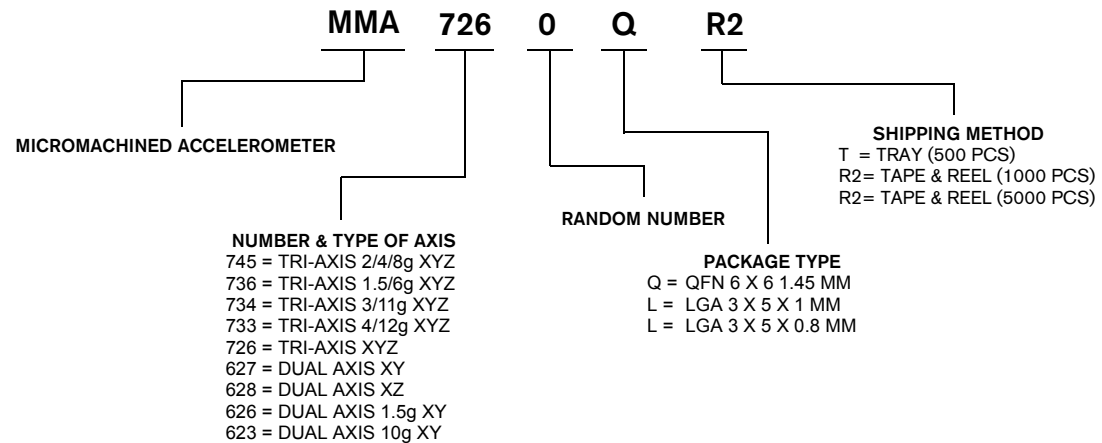 MMA 726 0 Q R2
MICROMACHINED ACCELEROMETER
NUMBER & TYPE OF AXIS
745 = TRI-AXIS 2/4/8g XYZ
736 = TRI-AXIS 1.5/6g XYZ
734 = TRI-AXIS 3/11g XYZ
733 = TRI-AXIS 4/12g XYZ
726 = TRI-AXIS XYZ
627 = DUAL AXIS XY
628 = DUAL AXIS XZ
626 = DUAL AXIS 1.5g XY
623 = DUAL AXIS 10g XY
RANDOM NUMBER
PACKAGE TYPE
Q = QFN 6 X 6 1.45 MM
L = LGA 3 X 5 X 1 MM
L = LGA 3 X 5 X 0.8 MM
SHIPPING METHOD
T = TRAY (500 PCS)
R2= TAPE & REEL (1000 PCS)
R2= TAPE & REEL (5000 PCS)